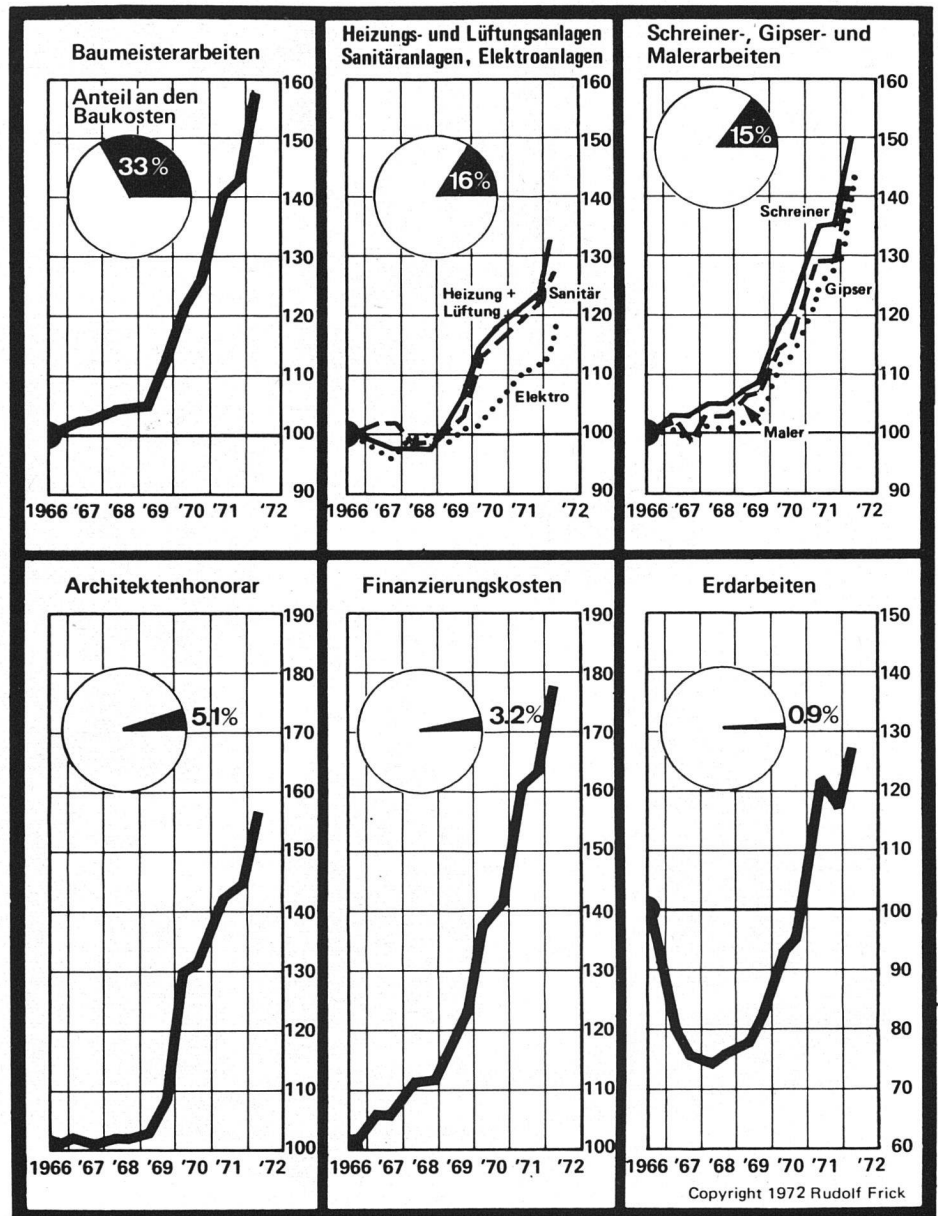 Baumeisterarbeiten
Anteil an den
Baukosten
33%
160
150
140
130
120
110
100
90
1966 '67 '68 '69 '70 '71 '72
Heizungs- und Lüftungsanlagen
Sanitäranlagen, Elektroanlagen
16%
Heizung +
Lüftung
Sanitär
Elektro
160
150
140
130
120
110
100
90
1966 '67 '68 '69 '70 '71 '72
Schreiner-, Gipser- und
Malerarbeiten
15%
Schreiner
Gipser
Maler
160
150
140
130
120
110
100
90
1966 '67 '68 '69 '70 '71 '72
Architektenhonorar
5.1%
190
180
170
160
150
140
130
120
110
100
1966 '67 '68 '69 '70 '71 '72
Finanzierungskosten
3.2%
190
180
170
160
150
140
130
120
110
100
1966 '67 '68 '69 '70 '71 '72
Erdarbeiten
0.9%
150
140
130
120
110
100
90
80
70
60
1966 '67 '68 '69 '70 '71 '72
Copyright 1972 Rudolf Frick